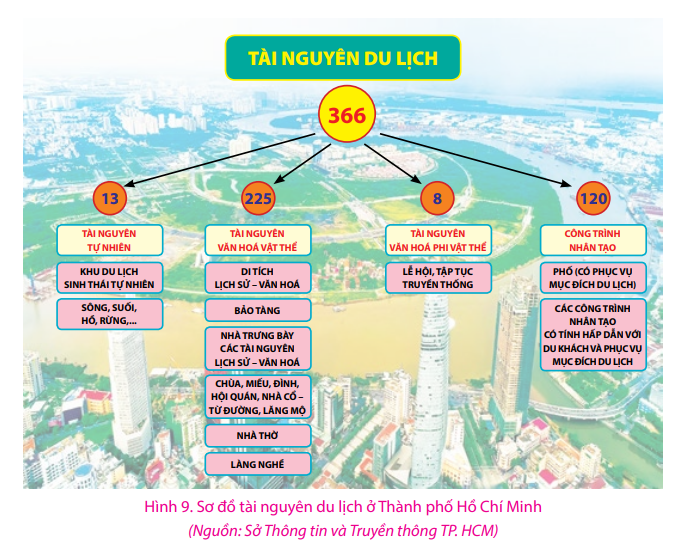 TÀI NGUYÊN DU LỊCH
366
13
225
8
120
TÀI NGUYÊN
TỰ NHIÊN
TÀI NGUYÊN
VĂN HOÁ VẬT THỂ
TÀI NGUYÊN
VĂN HOÁ PHI VẬT THỂ
CÔNG TRÌNH
NHÂN TẠO
KHU DU LỊCH
SINH THÁI TỰ NHIÊN
SÔNG, SUỐI,
HỒ, RỪNG,...
DI TÍCH
LỊCH SỬ – VĂN HOÁ
BẢO TÀNG
NHÀ TRƯNG BÀY
CÁC TÀI NGUYÊN
LỊCH SỬ – VĂN HOÁ
CHÙA, MIẾU, ĐÌNH,
HỘI QUÁN, NHÀ CỔ –
TỪ ĐƯỜNG, LĂNG MỘ
NHÀ THỜ
LÀNG NGHỀ
LỄ HỘI, TẬP TỤC
TRUYỀN THỐNG
PHỐ (CÓ PHỤC VỤ
MỤC ĐÍCH DU LỊCH)
CÁC CÔNG TRÌNH
NHÂN TẠO
CÓ TÍNH HẤP DẪN VỚI
DU KHÁCH VÀ PHỤC VỤ
MỤC ĐÍCH DU LỊCH
Hình 9. Sơ đồ tài nguyên du lịch ở Thành phố Hồ Chí Minh
(Nguồn: Sở Thông tin và Truyền thông TP. HCM)